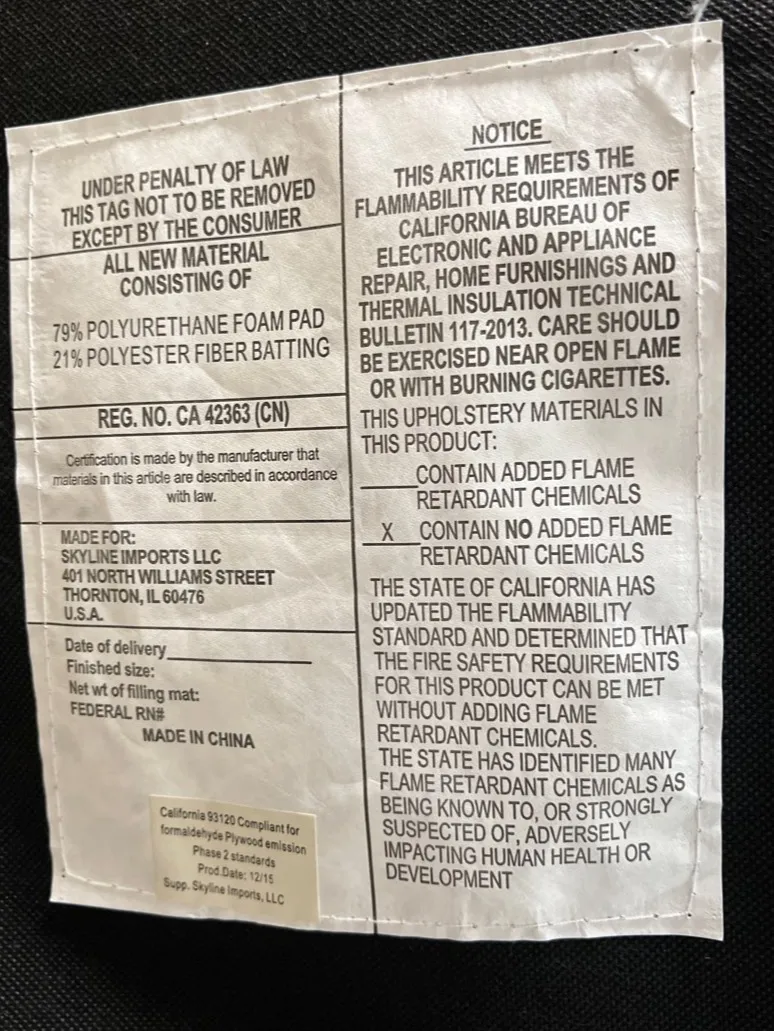 UNDER PENALTY OF LAW
THIS TAG NOT TO BE REMOVED
EXCEPT BY THE CONSUMER
ALL NEW MATERIAL
CONSISTING OF
79% POLYURETHANE FOAM PAD
21% POLYESTER FIBER BATTING
REG. NO. CA 42363 (CN)
Certification is made by the manufacturer that
materials in this article are described in accordance
with law.
MADE FOR:
SKYLINE IMPORTS LLC
401 NORTH WILLIAMS STREET
THORNTON, IL 60476
U.S.A.
Date of delivery
Finished size:
Net wt of filling mat:
FEDERAL RN#
MADE IN CHINA
California 93120 Compliant for
formaldehyde Plywood emission
Phase 2 standards
Prod.Date: 12/15
Supp. Skyline Imports, LLC
NOTICE
THIS ARTICLE MEETS THE
FLAMMABILITY REQUIREMENTS OF
CALIFORNIA BUREAU OF
ELECTRONIC AND APPLIANCE
REPAIR, HOME FURNISHINGS AND
THERMAL INSULATION TECHNICAL
BULLETIN 117-2013. CARE SHOULD
BE EXERCISED NEAR OPEN FLAME
OR WITH BURNING CIGARETTES.
THIS UPHOLSTERY MATERIALS IN
THIS PRODUCT:
CONTAIN ADDED FLAME
RETARDANT CHEMICALS
X CONTAIN NO ADDED FLAME
RETARDANT CHEMICALS
THE STATE OF CALIFORNIA HAS
UPDATED THE FLAMMABILITY
STANDARD AND DETERMINED THAT
THE FIRE SAFETY REQUIREMENTS
FOR THIS PRODUCT CAN BE MET
WITHOUT ADDING FLAME
RETARDANT CHEMICALS.
THE STATE HAS IDENTIFIED MANY
FLAME RETARDANT CHEMICALS AS
BEING KNOWN TO, OR STRONGLY
SUSPECTED OF, ADVERSELY
IMPACTING HUMAN HEALTH OR
DEVELOPMENT